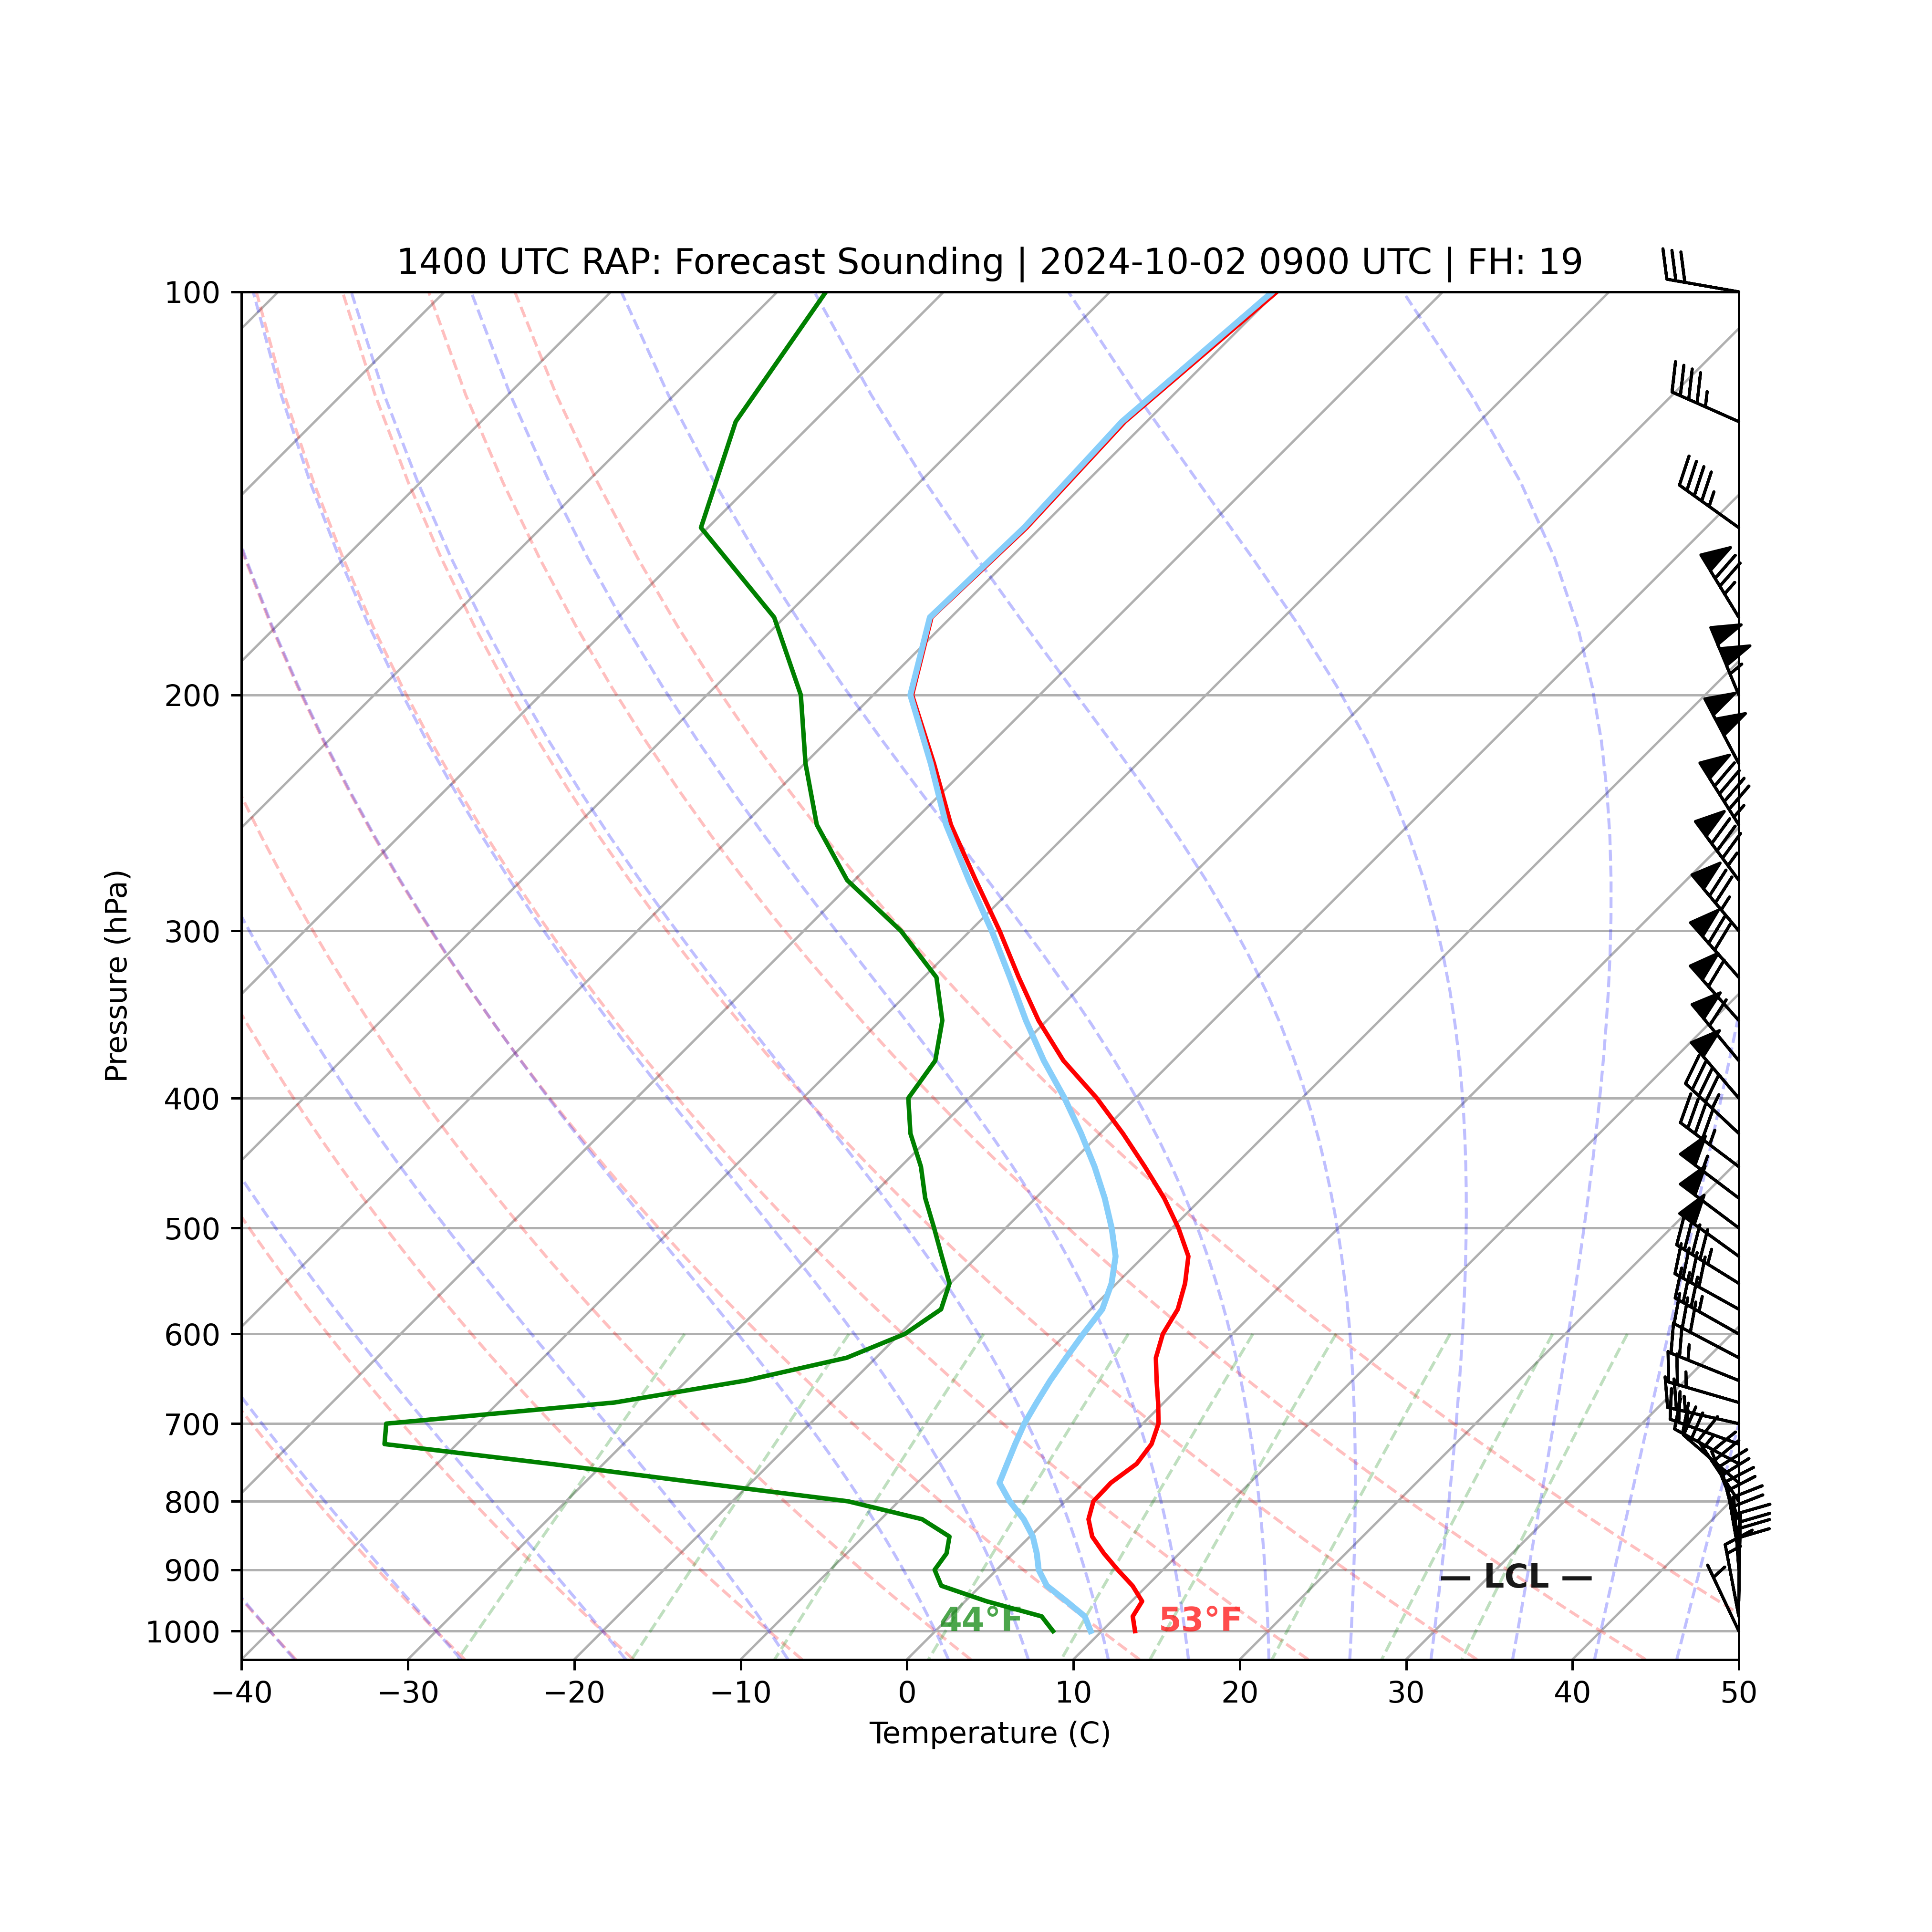 1400 UTC RAP: Forecast Sounding | 2024-10-02 0900 UTC | FH: 19
100
200
300
400
500
600
700
800
900
1000
Pressure (hPa)
— LCL —
44°F
53°F
−40 −30 −20 −10 0 10 20 30 40 50
Temperature (C)